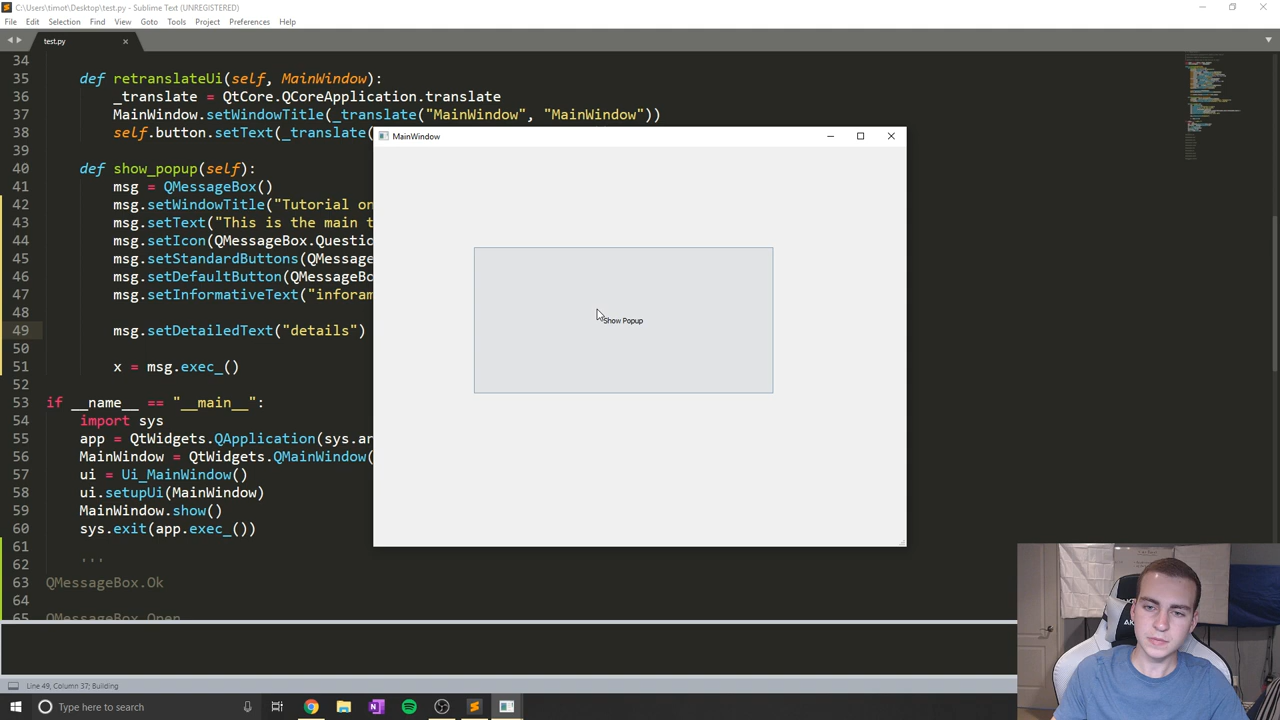 C:\Users\timot\Desktop\test.py - Sublime Text (UNREGISTERED)
File Edit Selection Find View Goto Tools Project Preferences Help
test.py
34
35 def retranslateUi(self, MainWindow):
36 _translate = QtCore.QCoreApplication.translate
37 MainWindow.setWindowTitle(_translate("MainWindow", "MainWindow"))
38 self.button.setText(_translate(
MainWindow
39
40 def show_popup(self):
41 msg = QMessageBox()
42 msg.setWindowTitle("Tutorial on
43 msg.setText("This is the main t
44 msg.setIcon(QMessageBox.Questio
45 msg.setStandardButtons(QMessage
46 msg.setDefaultButton(QMessageBo
47 msg.setInformativeText("inforam
48
Show Popup
49 msg.setDetailedText("details")
50
51 x = msg.exec_()
52
53 if __name__ == "__main__":
54 import sys
55 app = QtWidgets.QApplication(sys.ar
56 MainWindow = QtWidgets.QMainWindow(
57 ui = Ui_MainWindow()
58 ui.setupUi(MainWindow)
59 MainWindow.show()
60 sys.exit(app.exec_())
61
62 '''
63 QMessageBox.Ok
64
65 QMessageBox.Open
Line 49, Column 37; Building
Type here to search